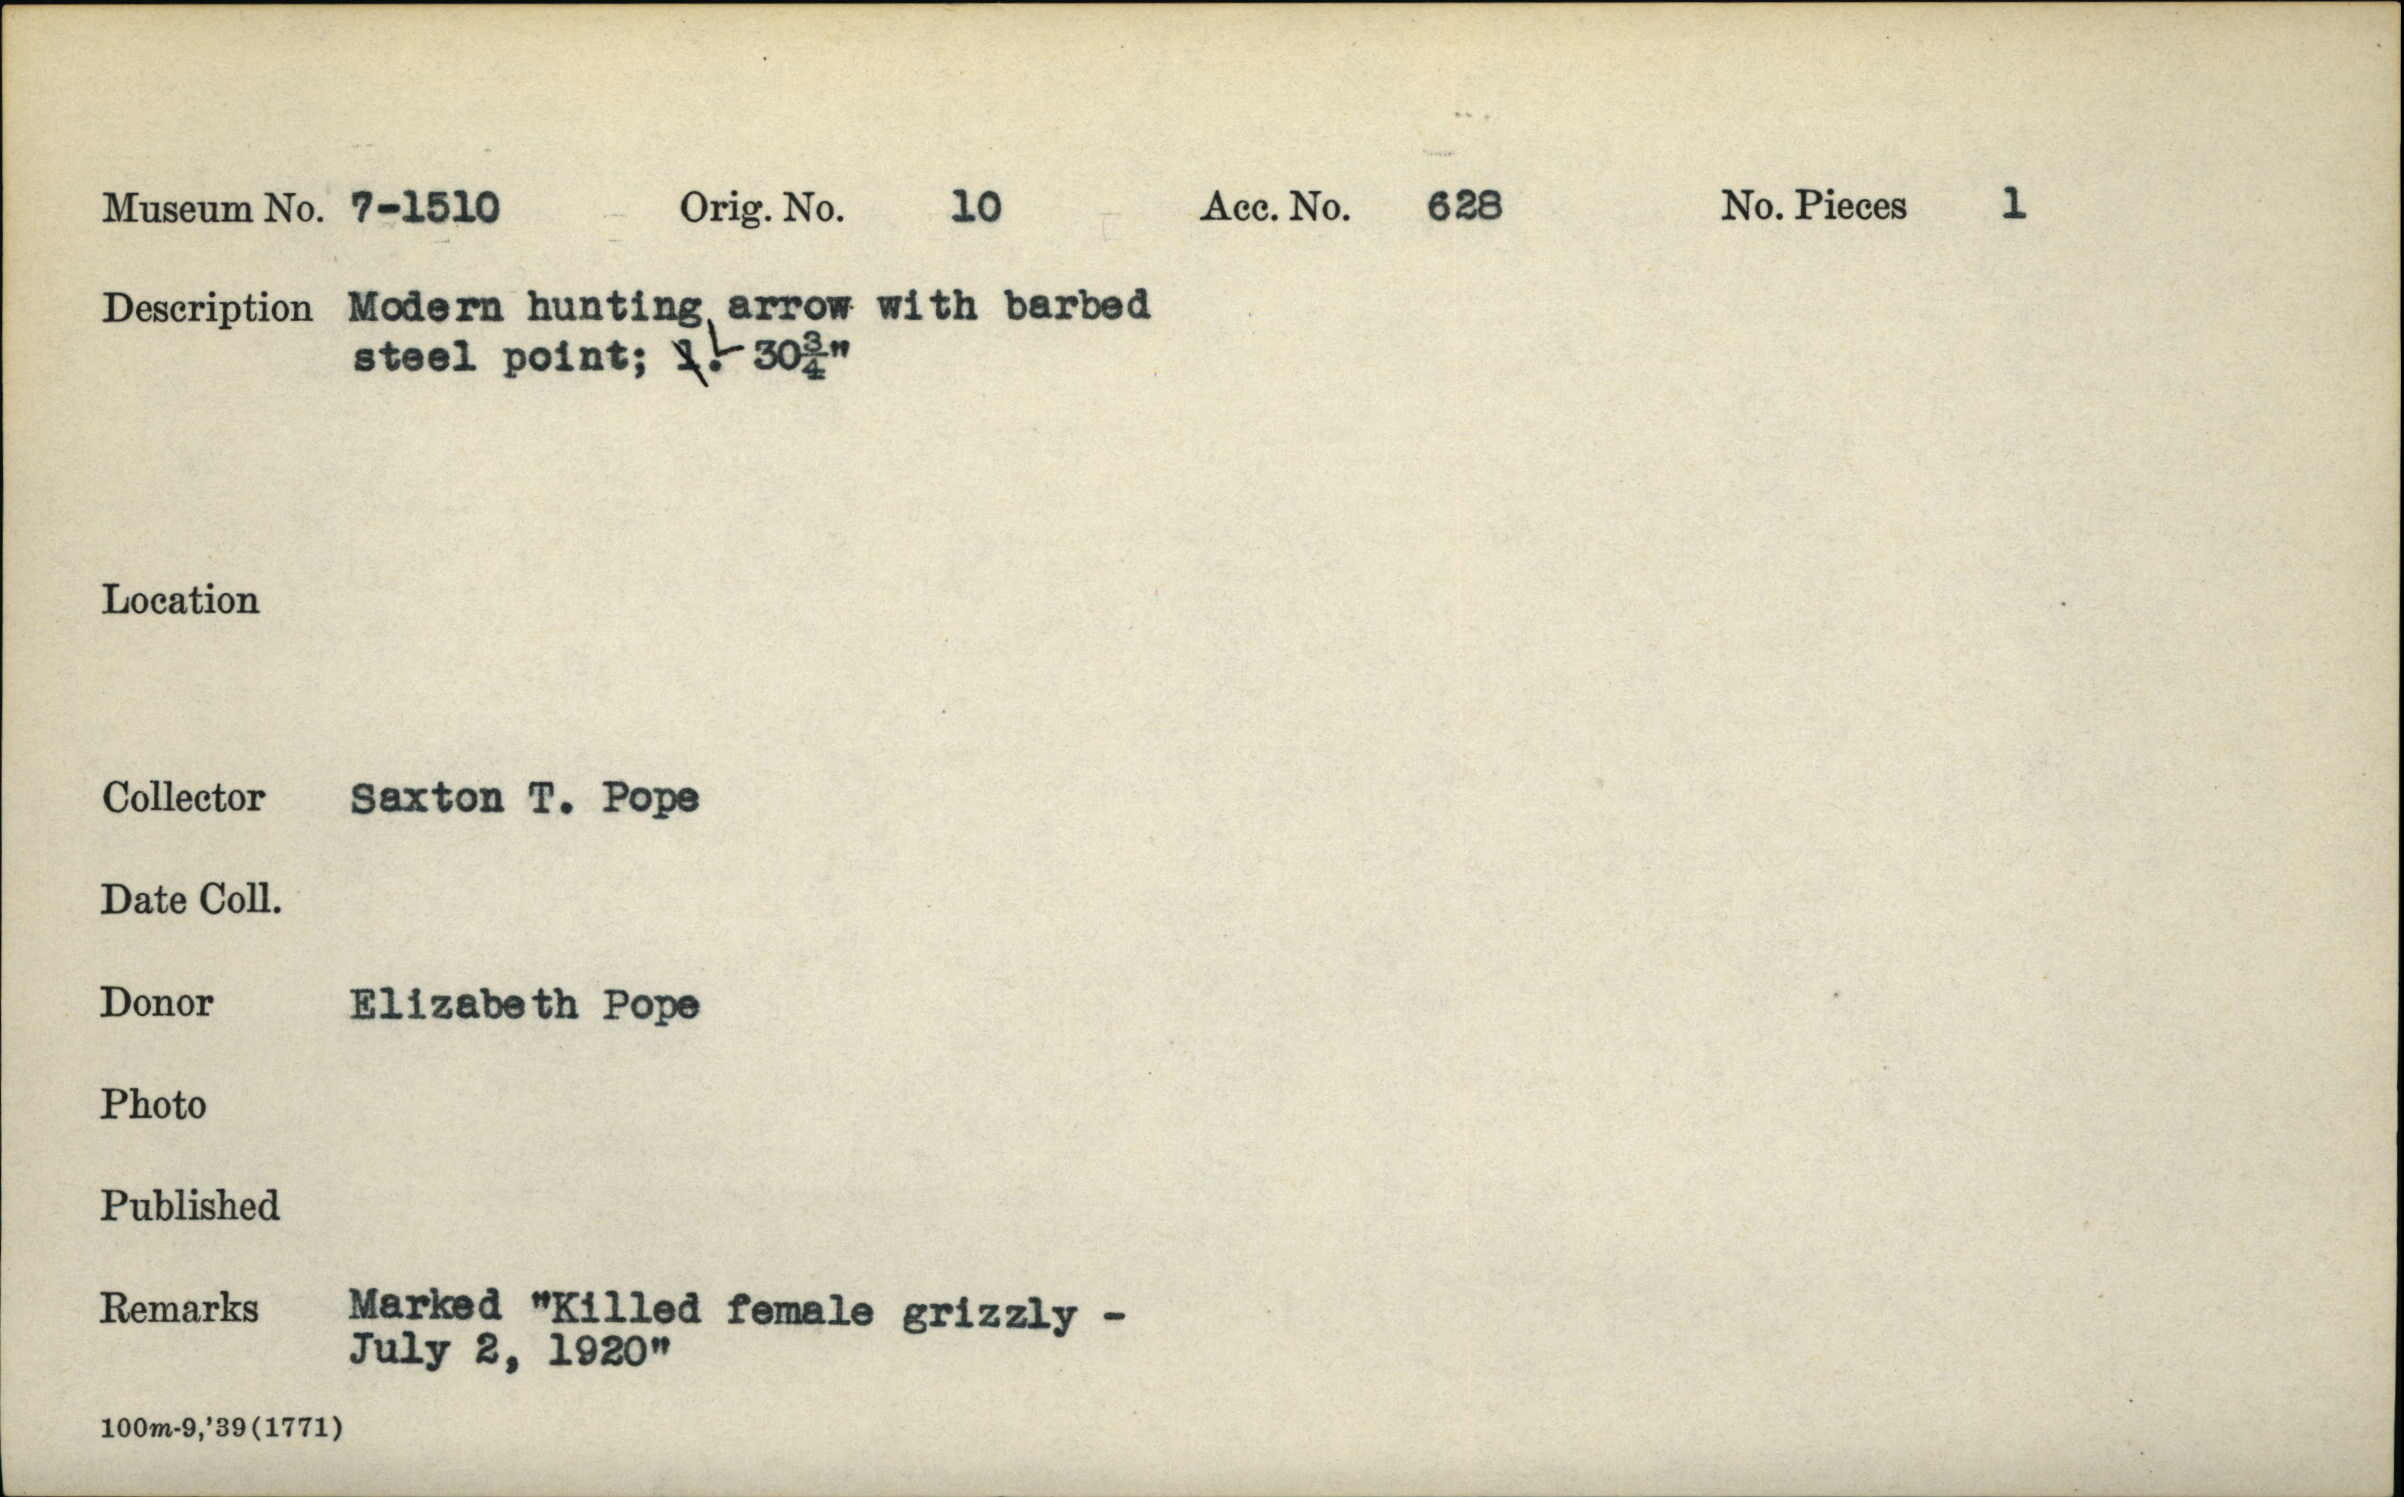 Museum No. 7-1510 Orig. No. 10 Acc. No. 628 No. Pieces 1
Description Modern hunting arrow with barbed
steel point; L. 30¾"
Location
Collector Saxton T. Pope
Date Coll.
Donor Elizabeth Pope
Photo
Published
Remarks Marked "Killed female grizzly -
July 2, 1920"
100m-9,'39(1771)